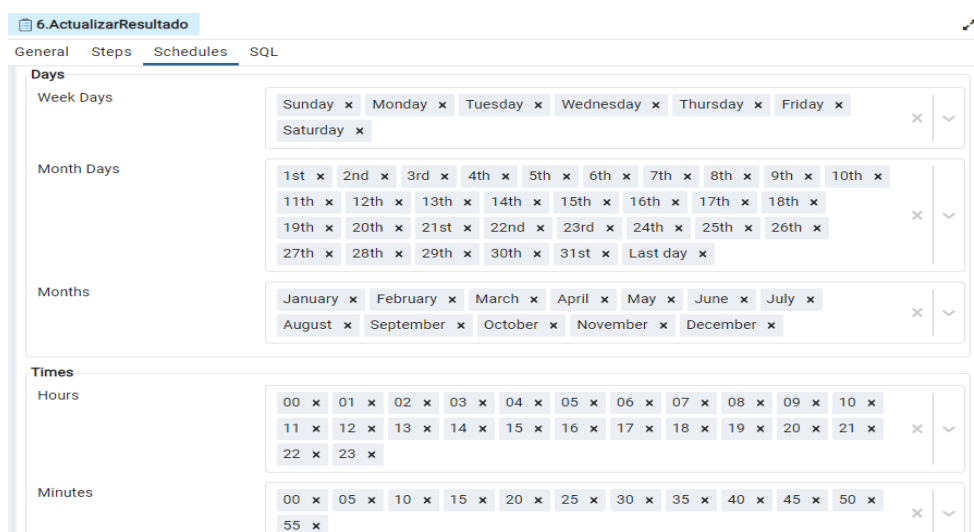 6.ActualizarResultado
General Steps Schedules SQL
Days
Week Days
Sunday × Monday × Tuesday × Wednesday × Thursday × Friday ×
Saturday ×
Month Days
1st × 2nd × 3rd × 4th × 5th × 6th × 7th × 8th × 9th × 10th ×
11th × 12th × 13th × 14th × 15th × 16th × 17th × 18th ×
19th × 20th × 21st × 22nd × 23rd × 24th × 25th × 26th ×
27th × 28th × 29th × 30th × 31st × Last day ×
Months
January × February × March × April × May × June × July ×
August × September × October × November × December ×
Times
Hours
00 × 01 × 02 × 03 × 04 × 05 × 06 × 07 × 08 × 09 × 10 ×
11 × 12 × 13 × 14 × 15 × 16 × 17 × 18 × 19 × 20 × 21 ×
22 × 23 ×
Minutes
00 × 05 × 10 × 15 × 20 × 25 × 30 × 35 × 40 × 45 × 50 ×
55 ×